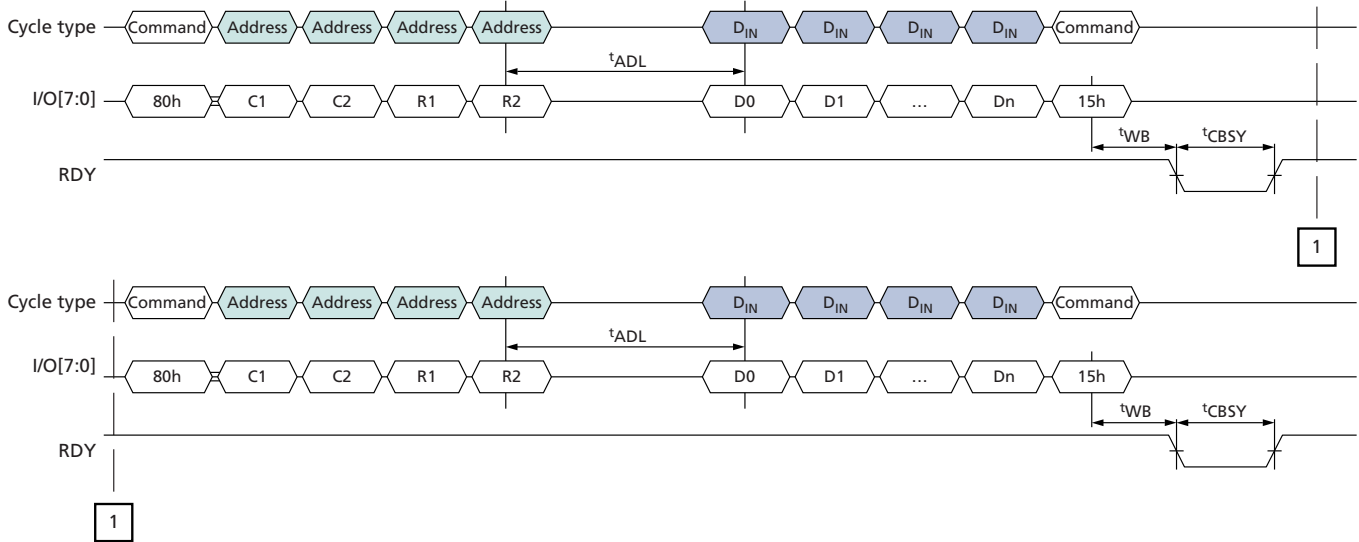 Cycle type Command Address Address Address Address DIN DIN DIN DIN Command
tADL
I/O[7:0] 80h C1 C2 R1 R2 D0 D1 … Dn 15h
tWB tCBSY
RDY
1
Cycle type Command Address Address Address Address DIN DIN DIN DIN Command
tADL
I/O[7:0] 80h C1 C2 R1 R2 D0 D1 … Dn 15h
tWB tCBSY
RDY
1